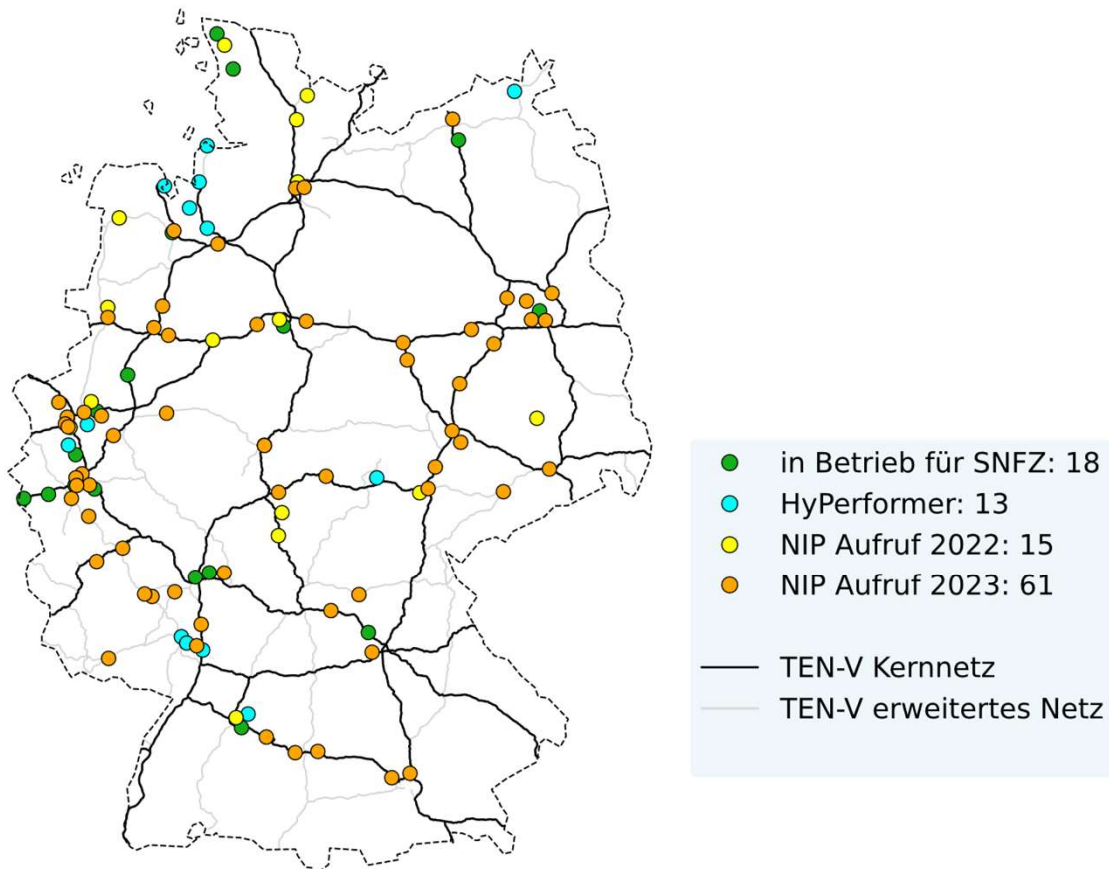 in Betrieb für SNFZ: 18
HyPerformer: 13
NIP Aufruf 2022: 15
NIP Aufruf 2023: 61
TEN-V Kernnetz
TEN-V erweitertes Netz